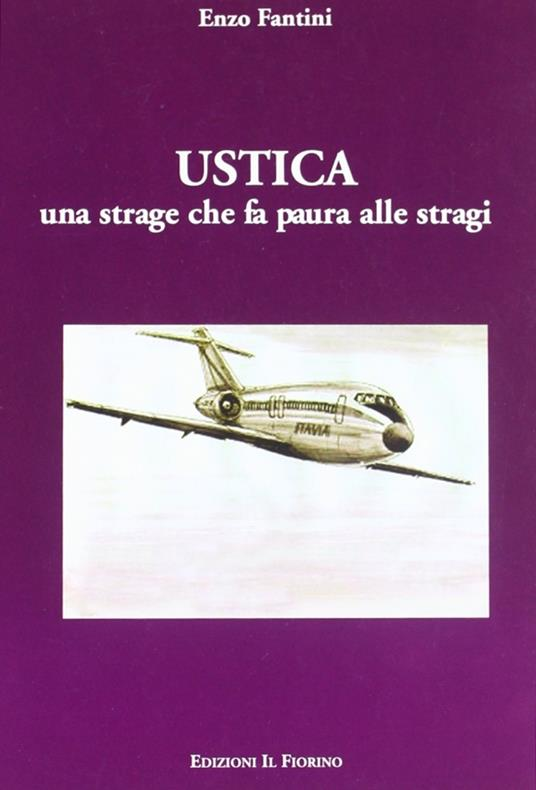 Enzo Fantini
USTICA
una strage che fa paura alle stragi
ITAVIA
EDIZIONI IL FIORINO